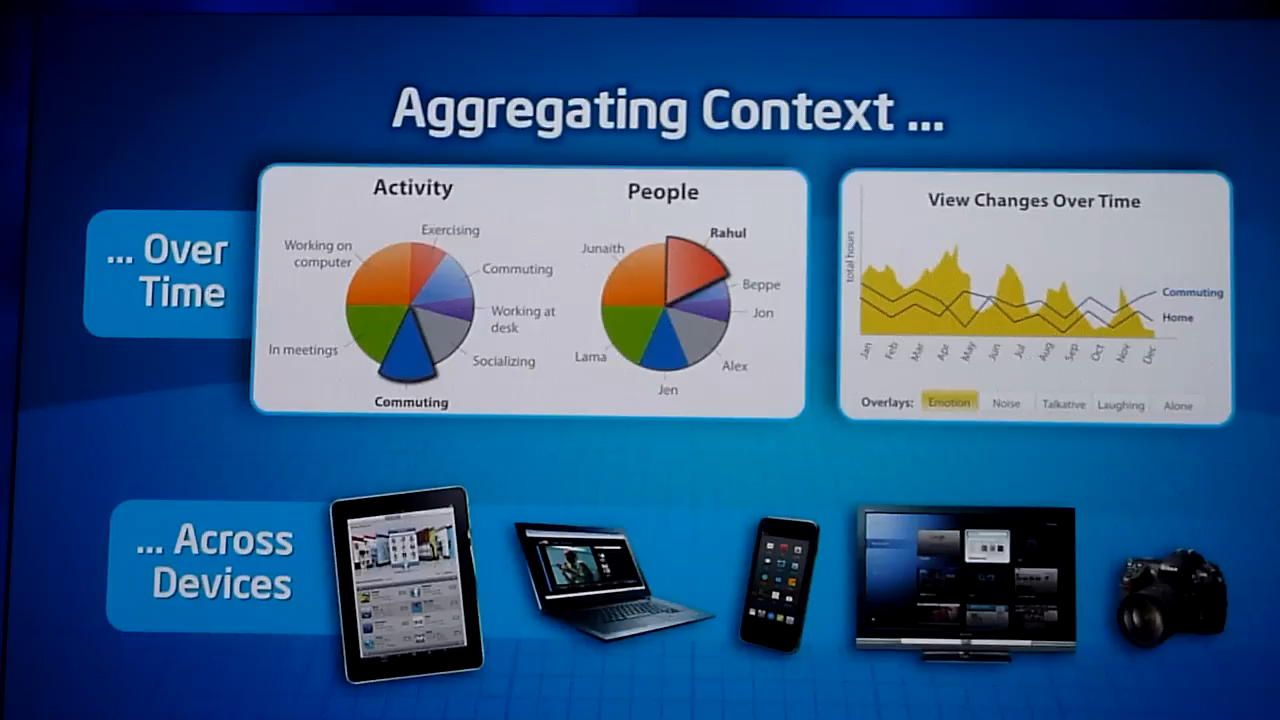 Aggregating Context ...
... Over
Time
Activity
Exercising
Working on
computer
Commuting
Working at
desk
Socializing
In meetings
Commuting
People
Rahul
Junaith
Beppe
Jon
Alex
Jen
Lama
View Changes Over Time
total hours
Commuting
Home
Jan Feb Mar Apr May Jun Jul Aug Sep Oct Nov Dec
Overlays: Emotion Noise Talkative Laughing Alone
... Across
Devices